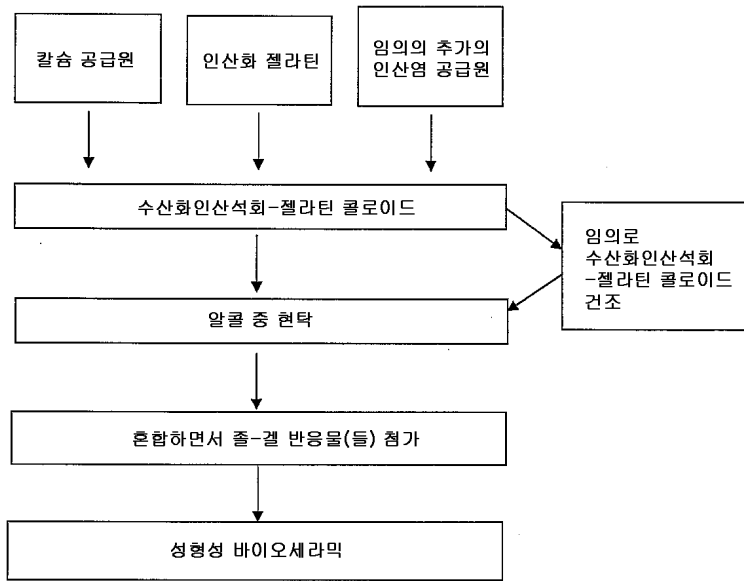 칼슘 공급원
인산화 젤라틴
임의의 추가의
인산염 공급원
수산화인산석회-젤라틴 콜로이드
임의로
수산화인산석회
-젤라틴 콜로이드
건조
알콜 중 현탁
혼합하면서 졸-겔 반응물(들) 첨가
성형성 바이오세라믹